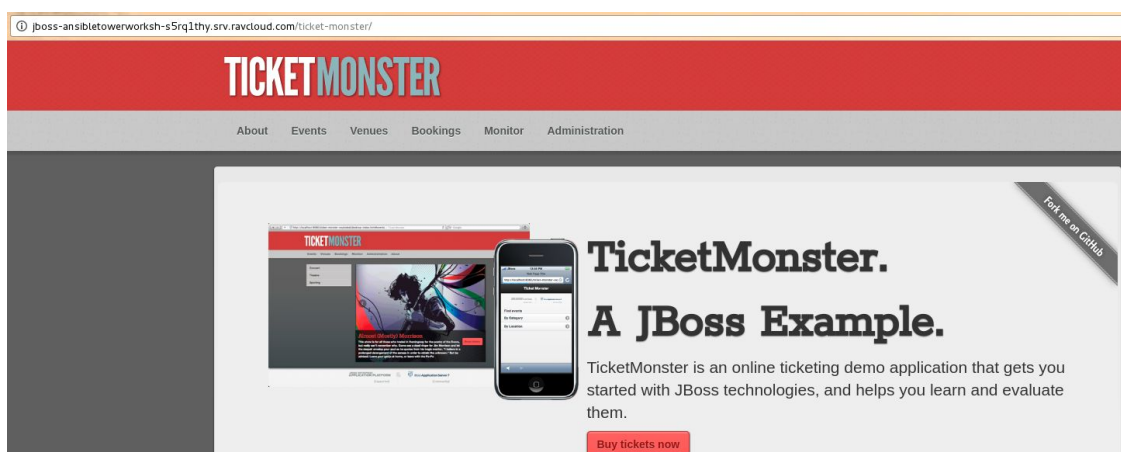 jboss-ansibletowerworksh-s5rq1thy.srv.ravcloud.com/ticket-monster/
TICKETMONSTER
About Events Venues Bookings Monitor Administration
Fork me on GitHub
TICKETMONSTER
TicketMonster.
A JBoss Example.
TicketMonster is an online ticketing demo application that gets you
started with JBoss technologies, and helps you learn and evaluate
them.
Buy tickets now